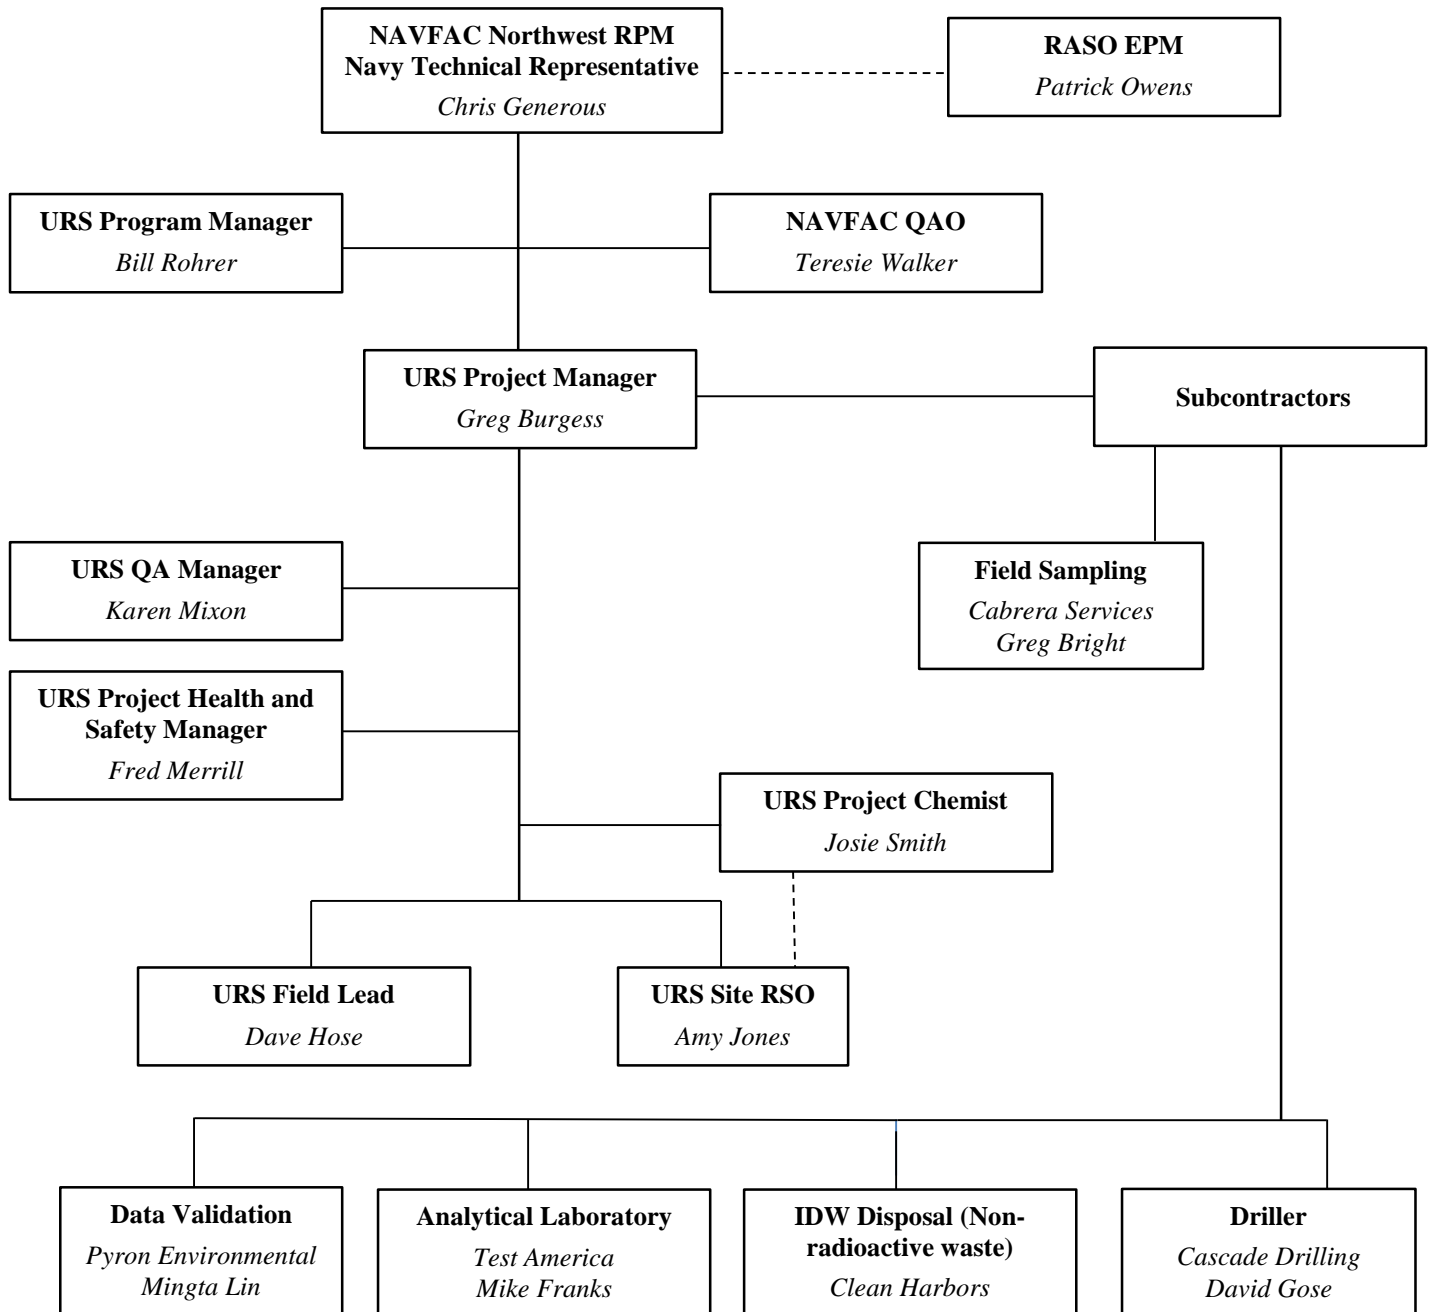 NAVFAC Northwest RPM
Navy Technical Representative
Chris Generous
RASO EPM
Patrick Owens
URS Program Manager
Bill Rohrer
NAVFAC QAO
Teresie Walker
URS Project Manager
Greg Burgess
Subcontractors
URS QA Manager
Karen Mixon
Field Sampling
Cabrera Services
Greg Bright
URS Project Health and
Safety Manager
Fred Merrill
URS Project Chemist
Josie Smith
URS Field Lead
Dave Hose
URS Site RSO
Amy Jones
Data Validation
Pyron Environmental
Mingta Lin
Analytical Laboratory
Test America
Mike Franks
IDW Disposal (Non-
radioactive waste)
Clean Harbors
Driller
Cascade Drilling
David Gose